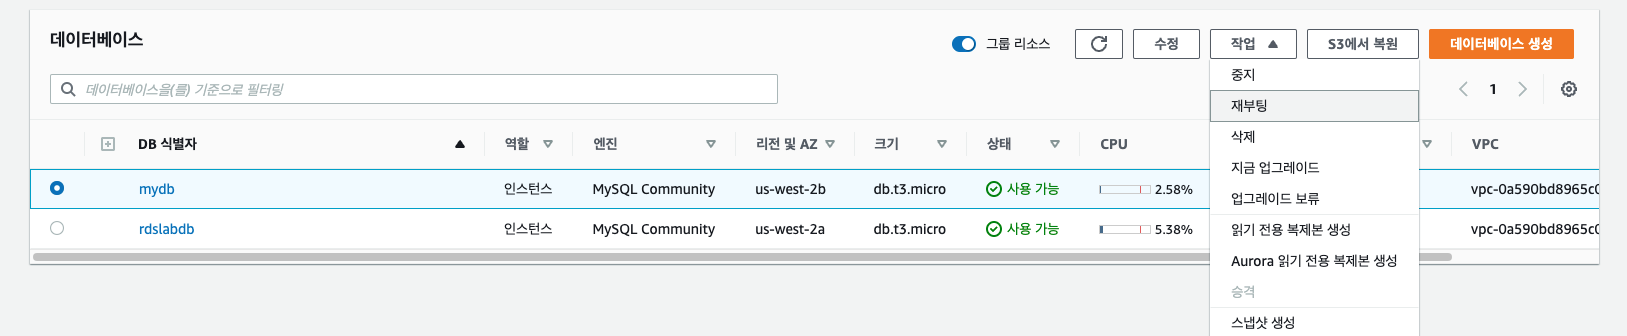 데이터베이스
그룹 리소스
수정
작업
S3에서 복원
데이터베이스 생성
데이터베이스을(를) 기준으로 필터링
1
중지
재부팅
삭제
지금 업그레이드
업그레이드 보류
읽기 전용 복제본 생성
Aurora 읽기 전용 복제본 생성
승격
스냅샷 생성
DB 식별자 역할 엔진 리전 및 AZ 크기 상태 CPU VPC
mydb 인스턴스 MySQL Community us-west-2b db.t3.micro 사용 가능 2.58% vpc-0a590bd8965c
rdslabdb 인스턴스 MySQL Community us-west-2a db.t3.micro 사용 가능 5.38% vpc-0a590bd8965c